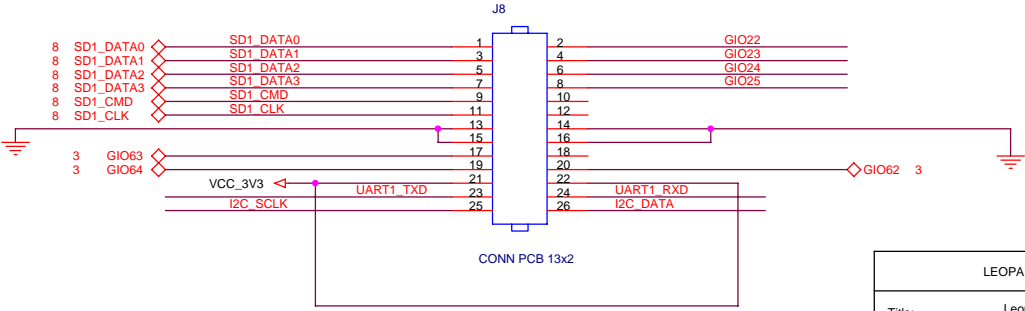 J8
8 SD1_DATA0 SD1_DATA0 1 2 GIO22
8 SD1_DATA1 SD1_DATA1 3 4 GIO23
8 SD1_DATA2 SD1_DATA2 5 6 GIO24
8 SD1_DATA3 SD1_DATA3 7 8 GIO25
8 SD1_CMD SD1_CMD 9 10
8 SD1_CLK SD1_CLK 11 12
13 14
15 16
3 GIO63 17 18
3 GIO64 19 20 GIO62 3
VCC_3V3 21 22
UART1_TXD 23 24 UART1_RXD
I2C_SCLK 25 26 I2C_DATA
CONN PCB 13x2
LEOPA